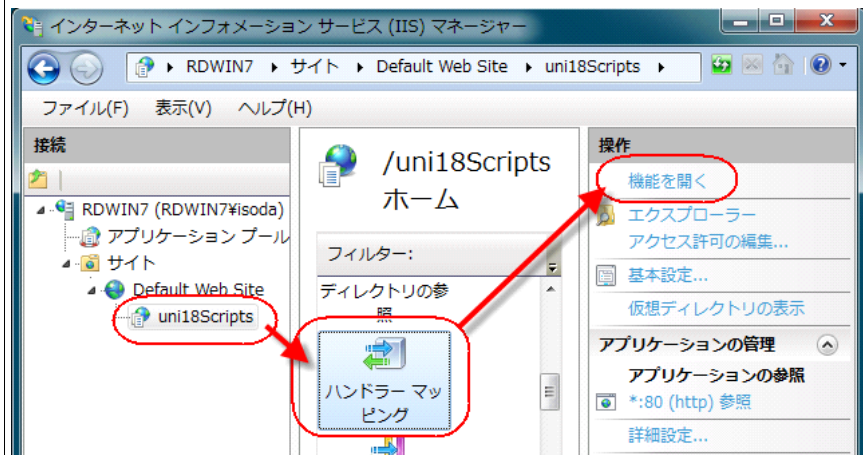 インターネット インフォメーション サービス (IIS) マネージャー
RDWIN7 サイト Default Web Site uni18Scripts
ファイル(F) 表示(V) ヘルプ(H)
接続
RDWIN7 (RDWIN7¥isoda)
アプリケーション プール
サイト
Default Web Site
uni18Scripts
/uni18Scripts
ホーム
フィルター:
ディレクトリの参
照
ハンドラー マッ
ピング
操作
機能を開く
エクスプローラー
アクセス許可の編集...
基本設定...
仮想ディレクトリの表示
アプリケーションの管理
アプリケーションの参照
*:80 (http) 参照
詳細設定...